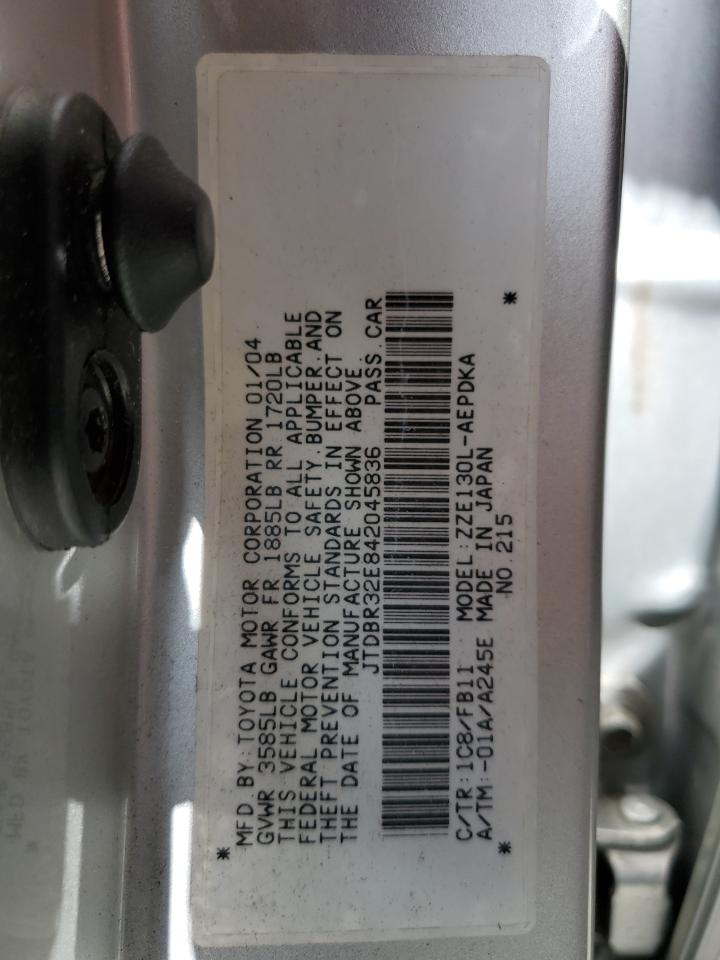 MFD.BY:TOYOTA MOTOR CORPORATION 01/04
GVWR 3585LB GAWR FR 1885LB RR 1720LB
THIS VEHICLE CONFORMS TO ALL APPLICABLE
FEDERAL MOTOR VEHICLE SAFETY,BUMPER,AND
THEFT PREVENTION STANDARDS IN EFFECT ON
THE DATE OF MANUFACTURE SHOWN ABOVE.
JTDBR32E842045836 PASS.CAR
C/TR:1C8/FB11 MODEL:ZZE130L-AEPDKA
A/TM:-01A/A245E MADE IN JAPAN
* NO.215 *